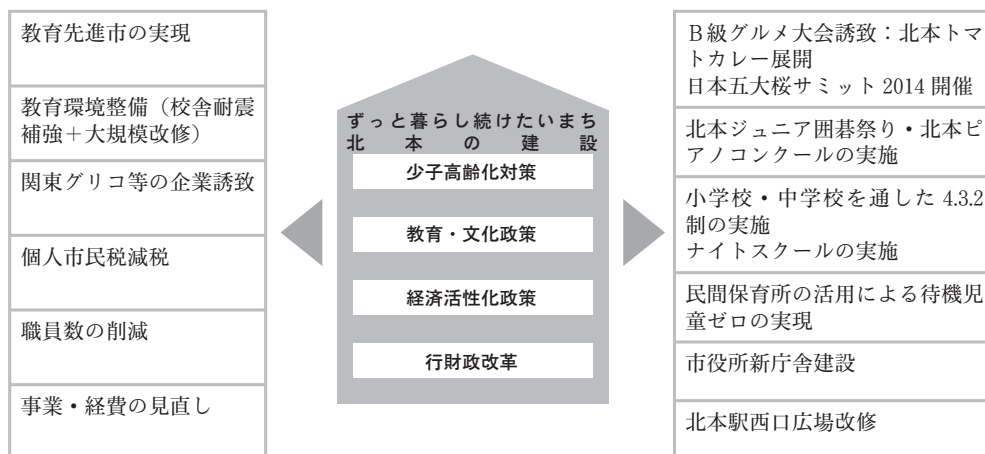 教育先進市の実現
教育環境整備（校舎耐震
補強＋大規模改修）
関東グリコ等の企業誘致
個人市民税減税
職員数の削減
事業・経費の見直し
ずっと暮らし続けたいまち
北本の建設
少子高齢化対策
教育・文化政策
経済活性化政策
行財政改革
Ｂ級グルメ大会誘致：北本トマ
トカレー展開
日本五大桜サミット 2014 開催
北本ジュニア囲碁祭り・北本ピ
アノコンクールの実施
小学校・中学校を通した 4.3.2
制の実施
ナイトスクールの実施
民間保育所の活用による待機児
童ゼロの実現
市役所新庁舎建設
北本駅西口広場改修